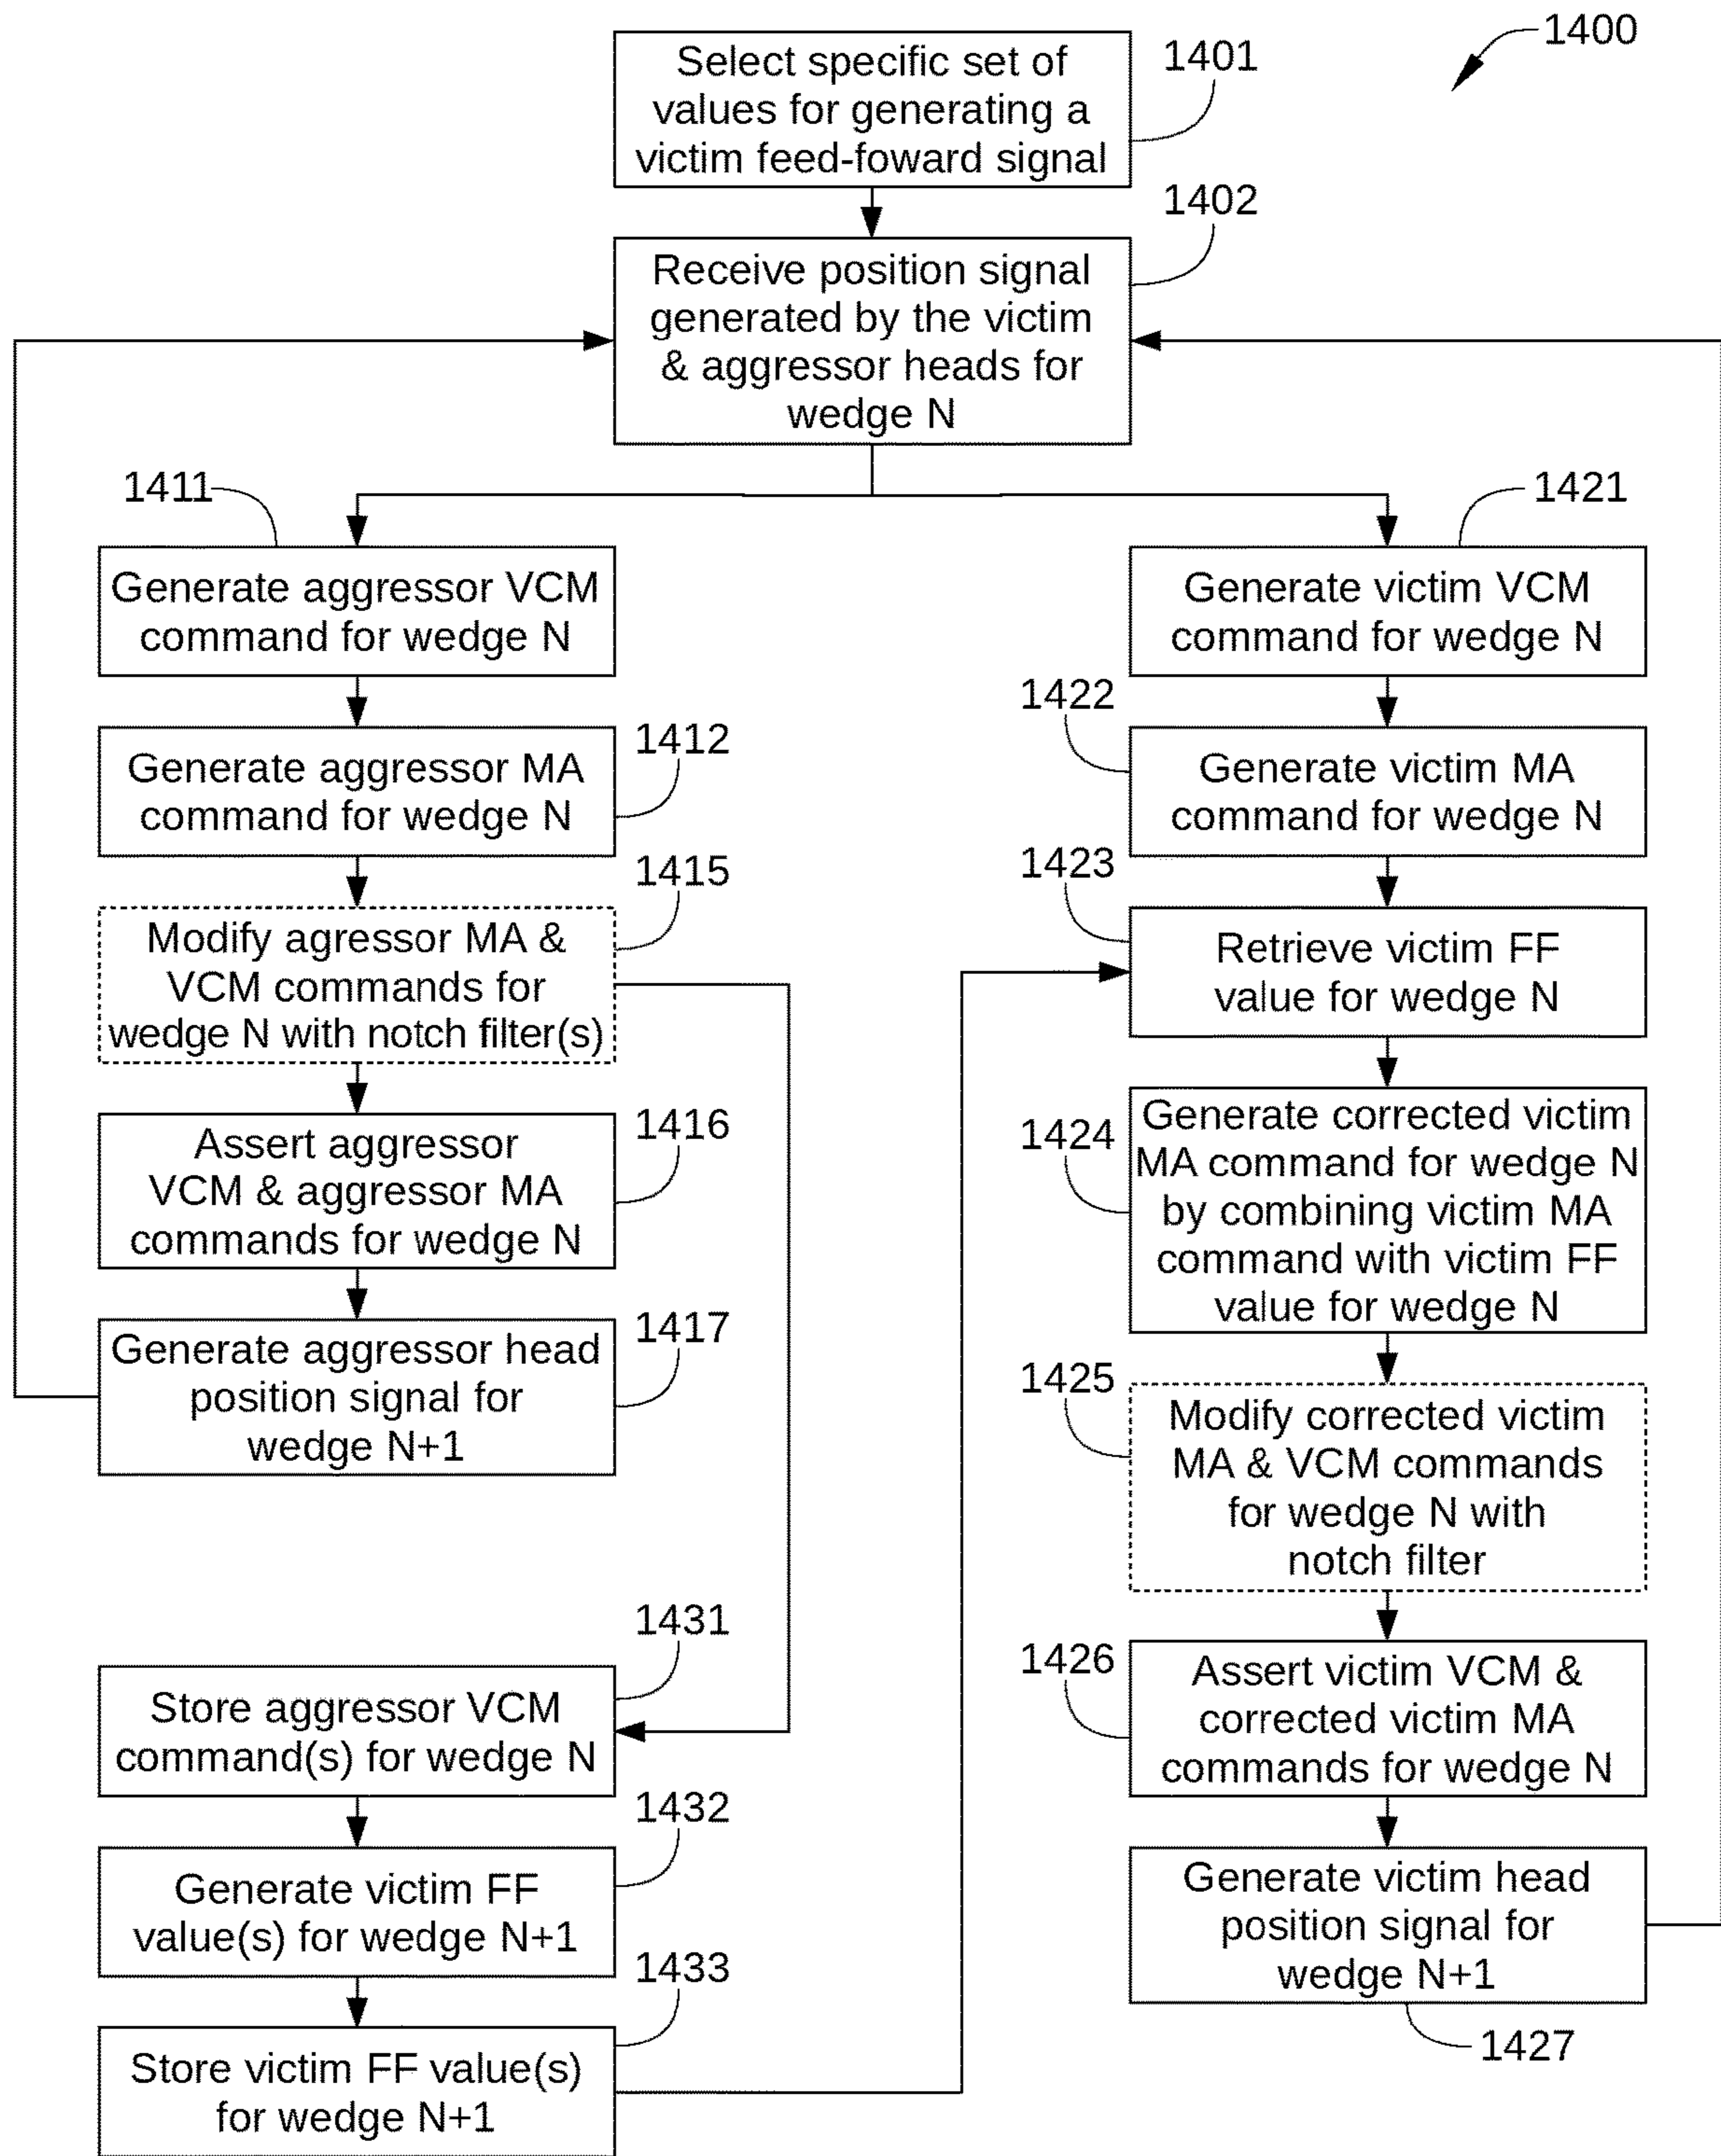 1400
Select specific set of
values for generating a
victim feed-foward signal
1401
1402
Receive position signal
generated by the victim
& aggressor heads for
wedge N
1411
Generate aggressor VCM
command for wedge N
1412
Generate aggressor MA
command for wedge N
1415
Modify agressor MA &
VCM commands for
wedge N with notch filter(s)
1416
Assert aggressor
VCM & aggressor MA
commands for wedge N
1417
Generate aggressor head
position signal for
wedge N+1
1431
Store aggressor VCM
command(s) for wedge N
1432
Generate victim FF
value(s) for wedge N+1
1433
Store victim FF value(s)
for wedge N+1
1421
Generate victim VCM
command for wedge N
1422
Generate victim MA
command for wedge N
1423
Retrieve victim FF
value for wedge N
1424
Generate corrected victim
MA command for wedge N
by combining victim MA
command with victim FF
value for wedge N
1425
Modify corrected victim
MA & VCM commands
for wedge N with
notch filter
1426
Assert victim VCM &
corrected victim MA
commands for wedge N
Generate victim head
position signal for
wedge N+1
1427